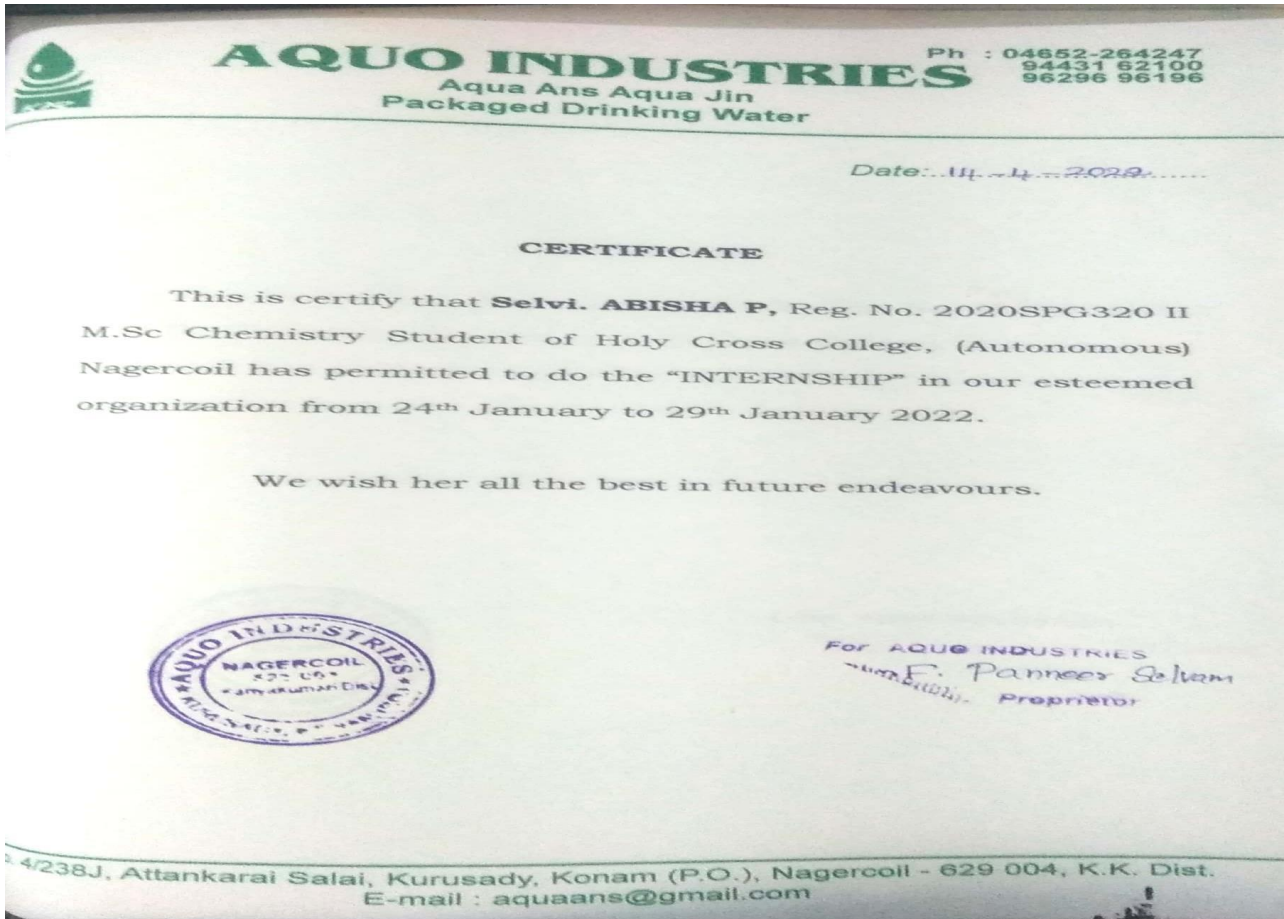 AQUO INDUSTRIES
Ph : 04652-264247
94431 62100
96296 96196
Aqua Ans Aqua Jin
Packaged Drinking Water
Date:..14-4-2022......
CERTIFICATE
This is certify that Selvi. ABISHA P, Reg. No. 2020SPG320 II
M.Sc Chemistry Student of Holy Cross College, (Autonomous)
Nagercoil has permitted to do the “INTERNSHIP” in our esteemed
organization from 24th January to 29th January 2022.
We wish her all the best in future endeavours.
AQUO INDUSTRIES
NAGERCOIL
Kanyakumari Dist
For AQUO INDUSTRIES
F. Panneer Selvam
Proprietor
4/238J, Attankarai Salai, Kurusady, Konam (P.O.), Nagercoil - 629 004, K.K. Dist.
E-mail : aquaans@gmail.com